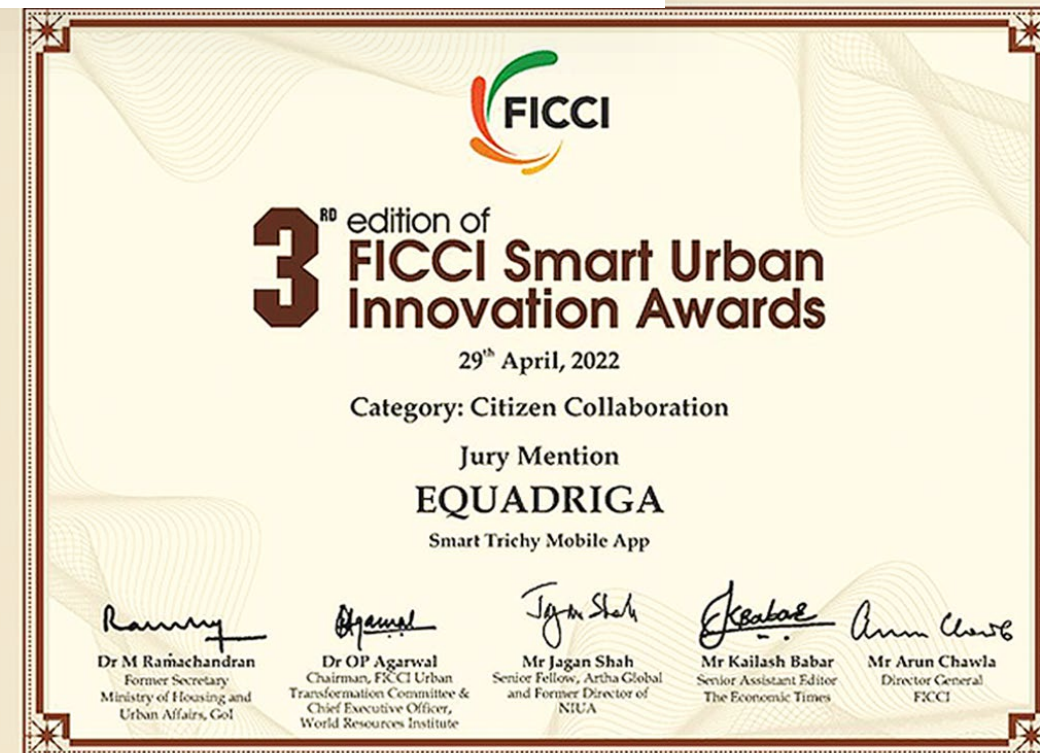 FICCI
3RD edition of
FICCI Smart Urban
Innovation Awards
29th April, 2022
Category: Citizen Collaboration
Jury Mention
EQUADRIGA
Smart Trichy Mobile App
Dr M Ramachandran
Former Secretary
Ministry of Housing and
Urban Affairs, GoI
Dr OP Agarwal
Chairman, FICCI Urban
Transformation Committee &
Chief Executive Officer,
World Resources Institute
Mr Jagan Shah
Senior Fellow, Artha Global
and Former Director of
NIUA
Mr Kailash Babar
Senior Assistant Editor
The Economic Times
Mr Arun Chawla
Director General
FICCI